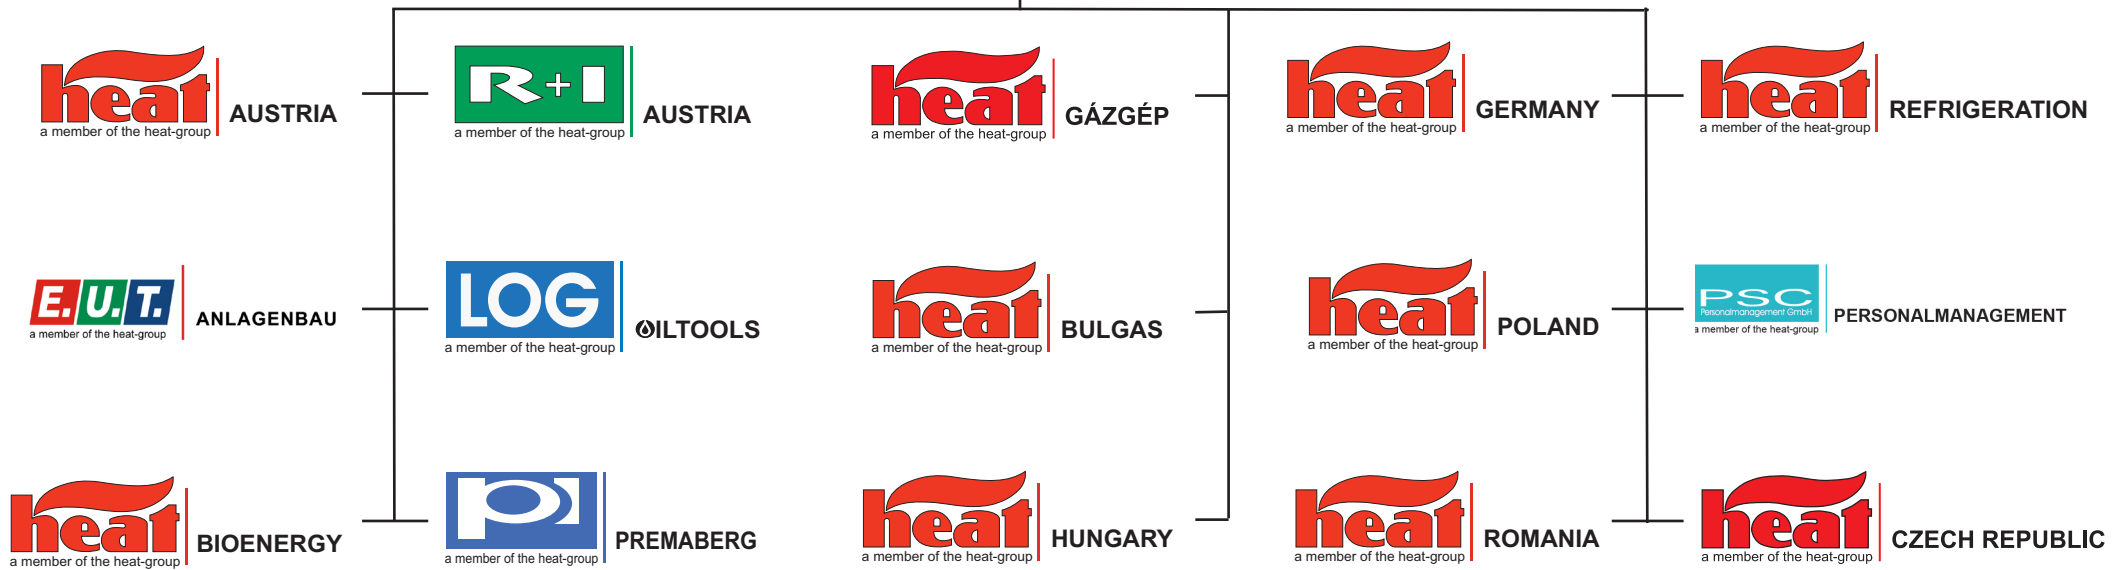 heat AUSTRIA
a member of the heat-group
R+I AUSTRIA
a member of the heat-group
heat GÁZGÉP
a member of the heat-group
heat GERMANY
a member of the heat-group
heat REFRIGERATION
a member of the heat-group
E.U.T. ANLAGENBAU
a member of the heat-group
LOG OILTOOLS
a member of the heat-group
heat BULGAS
a member of the heat-group
heat POLAND
a member of the heat-group
PSC
Personalmanagement GmbH PERSONALMANAGEMENT
a member of the heat-group
heat BIOENERGY
a member of the heat-group
PREMABERG
a member of the heat-group
heat HUNGARY
a member of the heat-group
heat ROMANIA
a member of the heat-group
heat CZECH REPUBLIC
a member of the heat-group